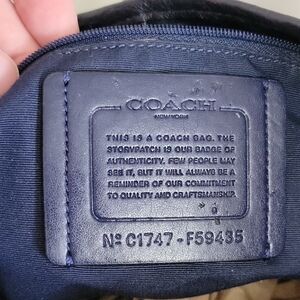 COACH
NEW YORK
THIS IS A COACH BAG. THE
STORYPATCH IS OUR BADGE OF
AUTHENTICITY. FEW PEOPLE MAY
SEE IT, BUT IT WILL ALWAYS BE A
REMINDER OF OUR COMMITMENT
TO QUALITY AND CRAFTSMANSHIP.
Nº C1747 - F59435